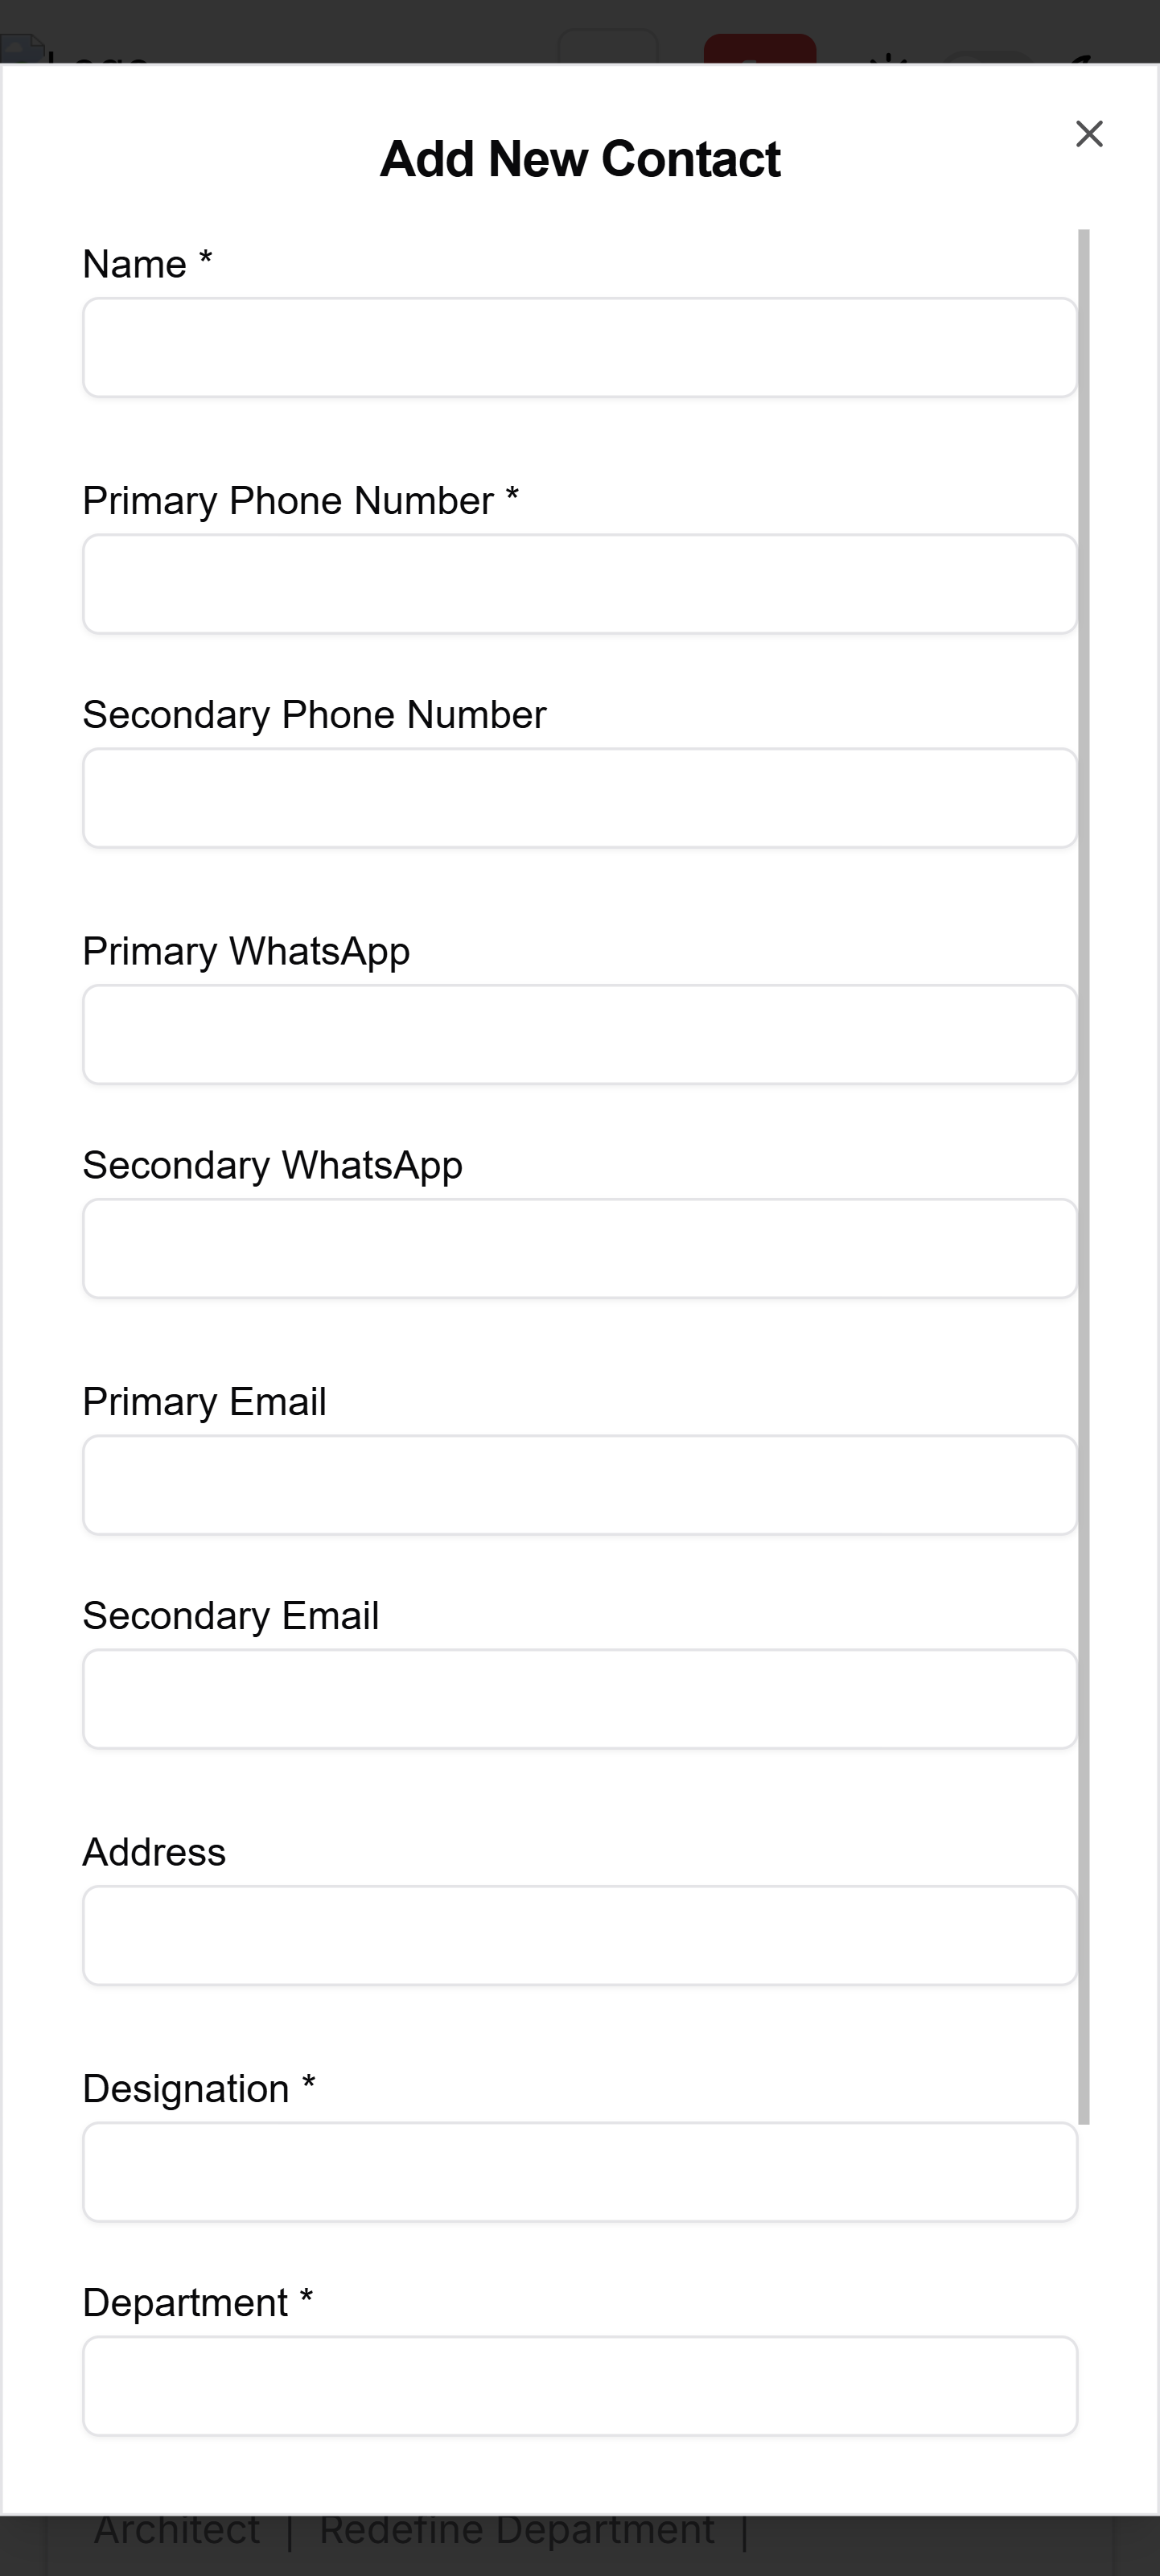 Logo
Add New Contact
Name *
Primary Phone Number *
Secondary Phone Number
Primary WhatsApp
Secondary WhatsApp
Primary Email
Secondary Email
Address
Designation *
Department *
Architect | Redefine Department |